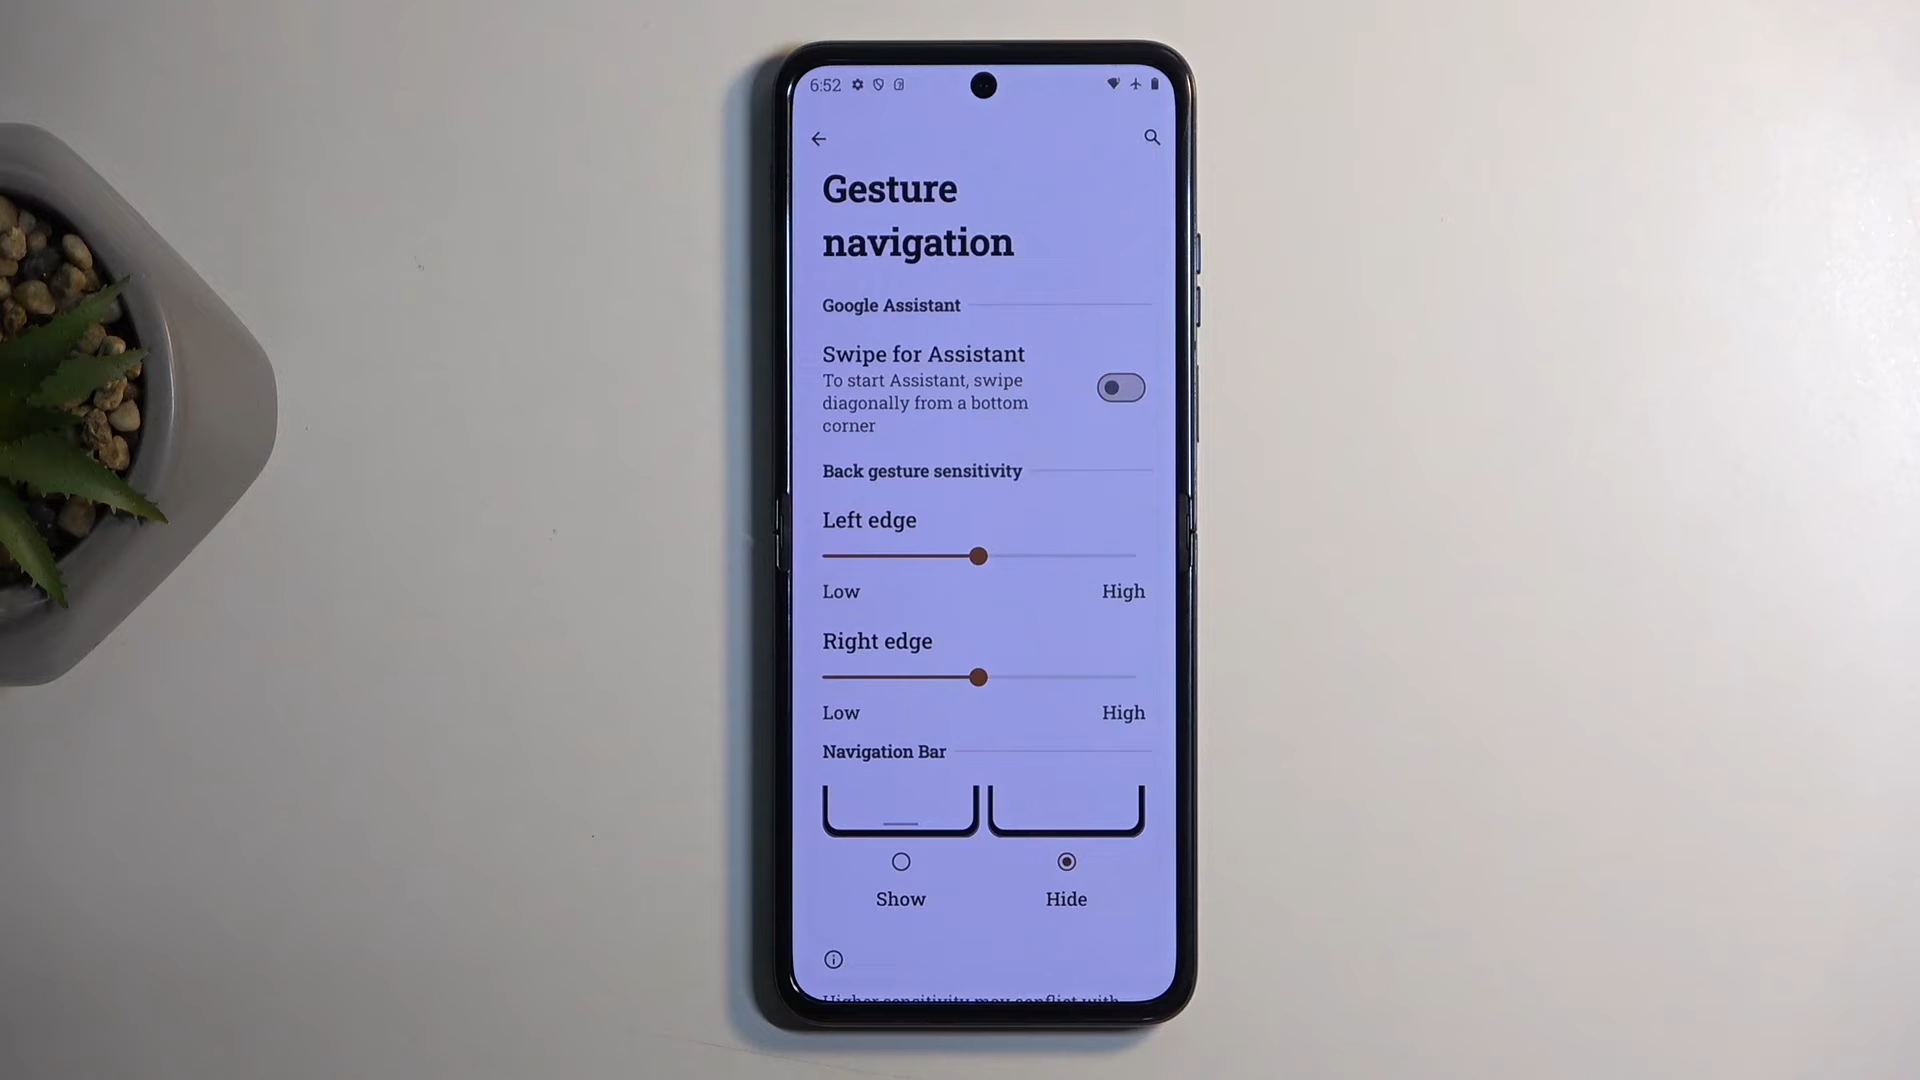 6:52
Gesture
navigation
Google Assistant
Swipe for Assistant
To start Assistant, swipe
diagonally from a bottom
corner
Back gesture sensitivity
Left edge
Low High
Right edge
Low High
Navigation Bar
Show Hide
Higher sensitivity may conflict with